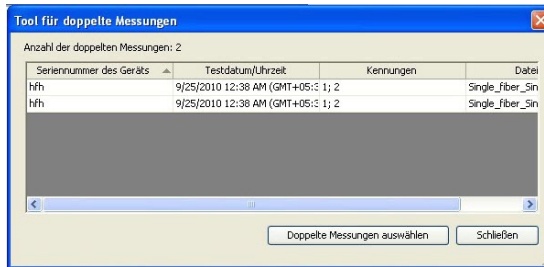 Tool für doppelte Messungen
Anzahl der doppelten Messungen: 2
Seriennummer des Geräts Testdatum/Uhrzeit Kennungen Datei
hfh 9/25/2010 12:38 AM (GMT+05:3 1; 2 Single_fiber_Sin
hfh 9/25/2010 12:38 AM (GMT+05:3 1; 2 Single_fiber_Sin
Doppelte Messungen auswählen Schließen